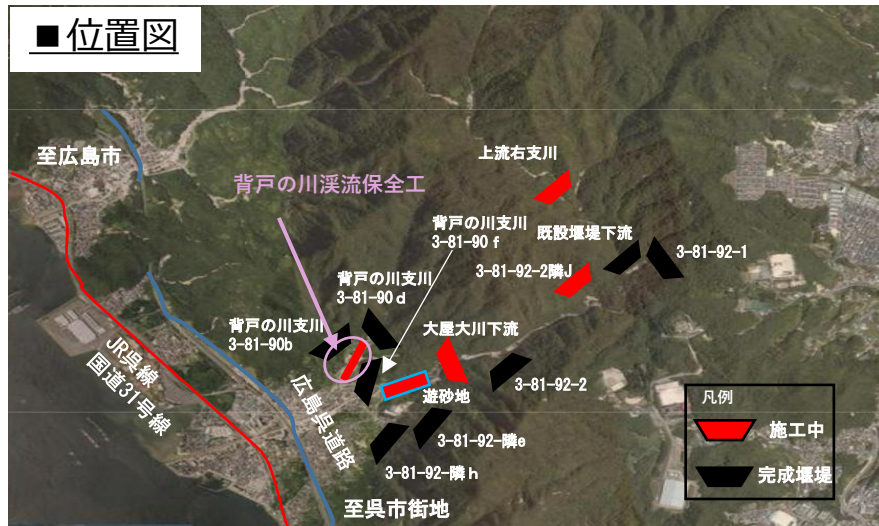 ■位置図
至広島市
背戸の川渓流保全工
上流右支川
背戸の川支川
3-81-90ｆ
既設堰堤下流
3-81-92-1
3-81-92-2隣J
背戸の川支川
3-81-90ｄ
背戸の川支川
3-81-90b
大屋大川下流
JR呉線
国道31号線
広島呉道路
遊砂地
3-81-92-2
3-81-92-隣e
3-81-92-隣ｈ
至呉市街地
凡例
施工中
完成堰堤